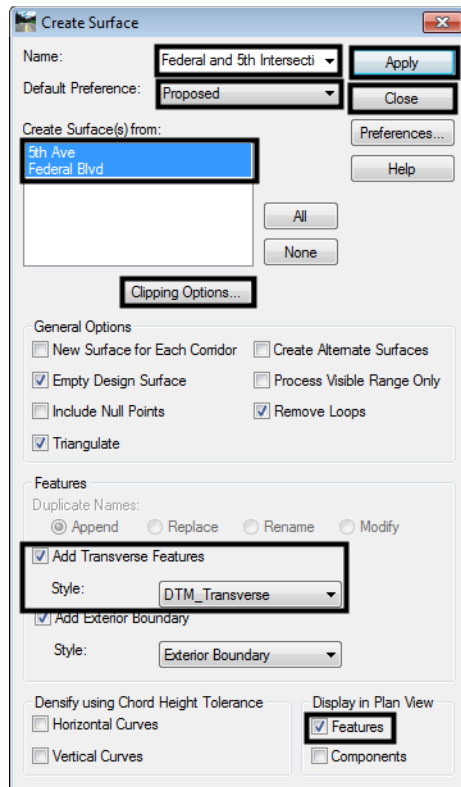 Create Surface
Name: Federal and 5th Intersecti Apply
Default Preference: Proposed Close
Create Surface(s) from: Preferences...
5th Ave
Federal Blvd Help
All
None
Clipping Options...
General Options
New Surface for Each Corridor Create Alternate Surfaces
Empty Design Surface Process Visible Range Only
Include Null Points Remove Loops
Triangulate
Features
Duplicate Names:
Append Replace Rename Modify
Add Transverse Features
Style: DTM_Transverse
Add Exterior Boundary
Style: Exterior Boundary
Densify using Chord Height Tolerance Display in Plan View
Horizontal Curves Features
Vertical Curves Components